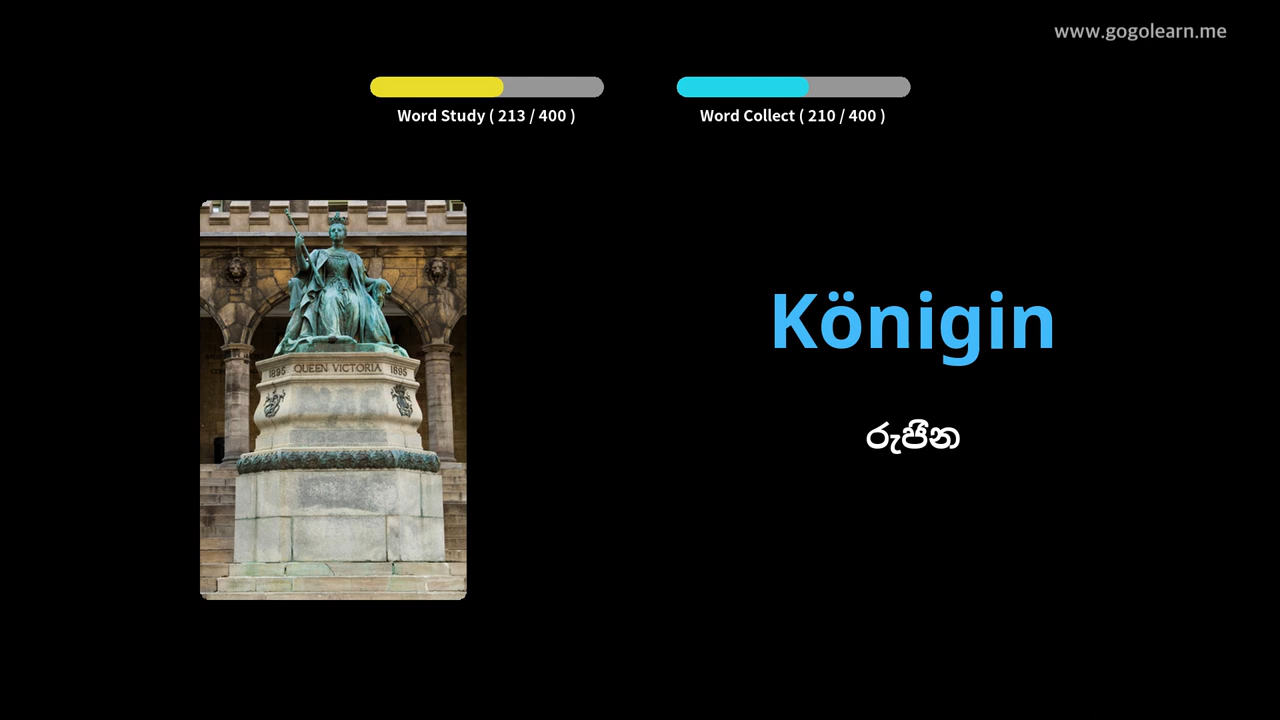 www.gogolearn.me
Word Study ( 213 / 400 )
Word Collect ( 210 / 400 )
1895 QUEEN VICTORIA 1895
Königin
රුජින